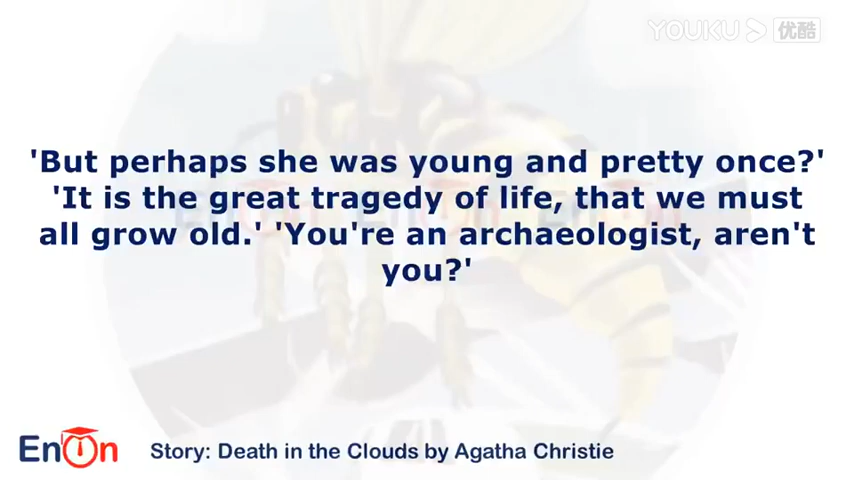 YOUKU 优酷
'But perhaps she was young and pretty once?'
'It is the great tragedy of life, that we must
all grow old.' 'You're an archaeologist, aren't
you?'
EnOn
Story: Death in the Clouds by Agatha Christie